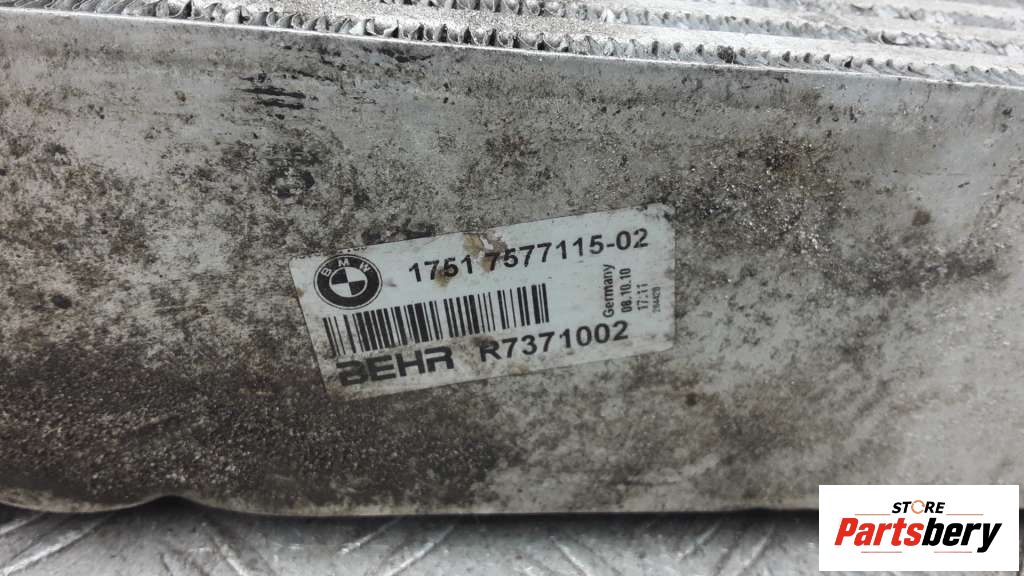 BMW
1751 7577115-02
Germany
08.10.10
17:11
BEHR R7371002
STORE
Partsbery